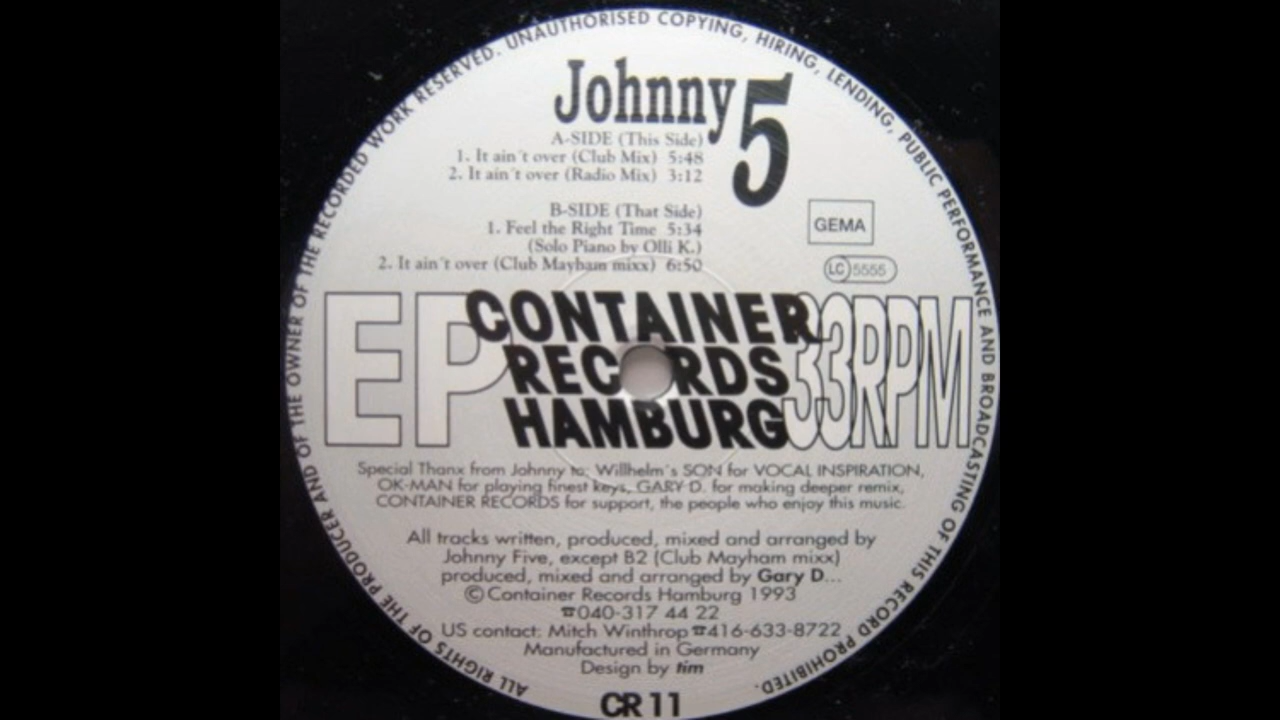 ALL RIGHTS OF THE PRODUCER AND OF THE OWNER OF THE RECORDED WORK RESERVED. UNAUTHORISED COPYING, HIRING, LENDING, PUBLIC PERFORMANCE AND BROADCASTING OF THIS RECORD PROHIBITED.
Johnny 5
A-SIDE (This Side)
1. It ain´t over (Club Mix) 5:48
2. It ain´t over (Radio Mix) 3:12
B-SIDE (That Side)
1. Feel the Right Time 5:34
(Solo Piano by Olli K.)
2. It ain´t over (Club Mayham mixx) 6:50
GEMA
LC 5555
EP
CONTAINER
RECORDS
HAMBURG
33RPM
Special Thanx from Johnny to: Willhelm´s SON for VOCAL INSPIRATION,
OK-MAN for playing finest keys, GARY D. for making deeper remix,
CONTAINER RECORDS for support, the people who enjoy this music.
All tracks written, produced, mixed and arranged by
Johnny Five, except B2 (Club Mayham mixx)
produced, mixed and arranged by Gary D...
©Container Records Hamburg 1993
☎040-317 44 22
US contact: Mitch Winthrop ☎416-633-8722
Manufactured in Germany
Design by tim
CR 11